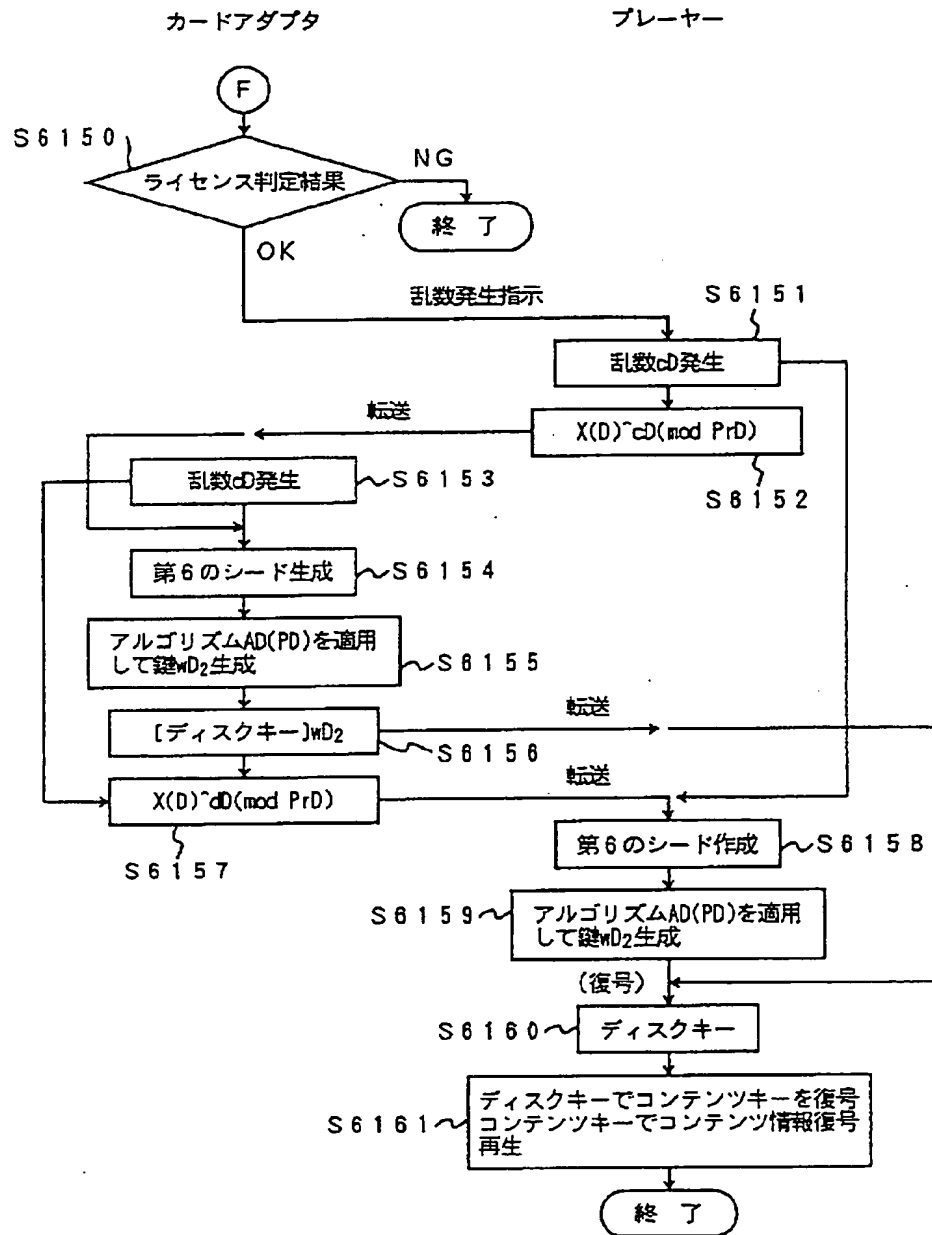 カードアダプタ
プレーヤー
F
S6150
ライセンス判定結果
NG
終 了
OK
乱数発生指示
S6151
乱数cD発生
転送
X(D)^cD(mod PrD)
S6152
乱数dD発生
S6153
第6のシード生成
S6154
アルゴリズムAD(PD)を適用
して鍵wD₂生成
S6155
転送
[ディスクキー]wD₂
S6156
転送
X(D)^dD(mod PrD)
S6157
第6のシード作成
S6158
S6159
アルゴリズムAD(PD)を適用
して鍵wD₂生成
(復号)
S6160
ディスクキー
S6161
ディスクキーでコンテンツキーを復号
コンテンツキーでコンテンツ情報復号
再生
終 了